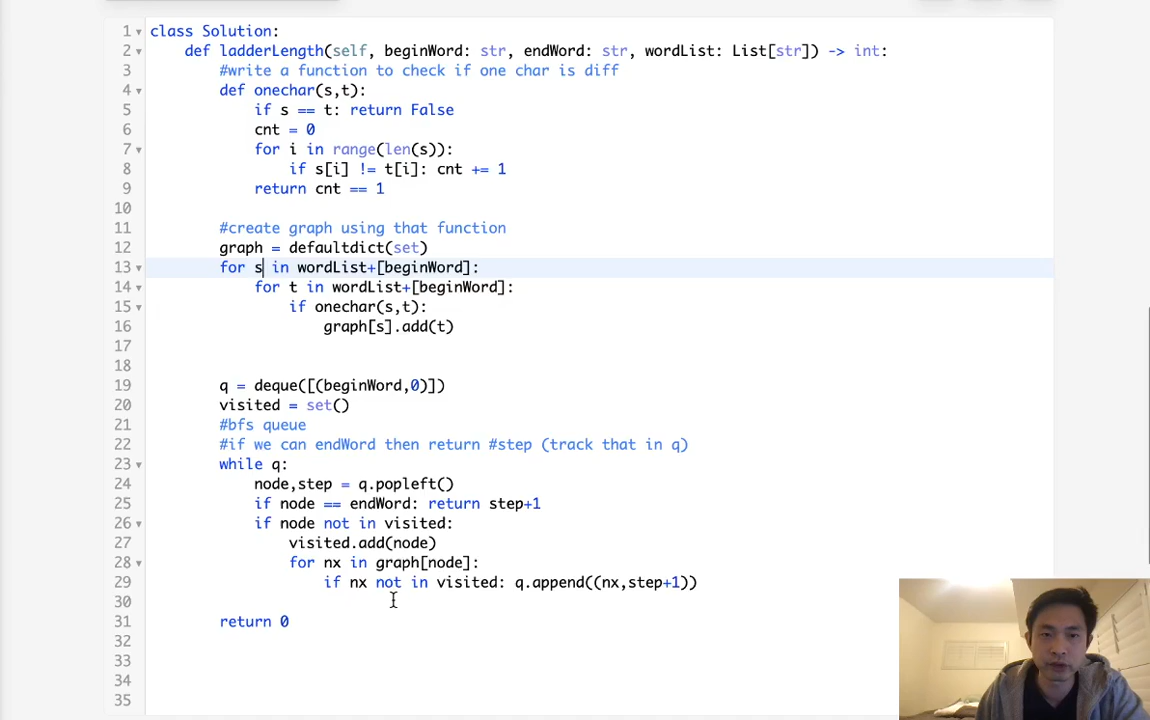 1 class Solution:
2 def ladderLength(self, beginWord: str, endWord: str, wordList: List[str]) -> int:
3 #write a function to check if one char is diff
4 def onechar(s,t):
5 if s == t: return False
6 cnt = 0
7 for i in range(len(s)):
8 if s[i] != t[i]: cnt += 1
9 return cnt == 1
10
11 #create graph using that function
12 graph = defaultdict(set)
13 for s in wordList+[beginWord]:
14 for t in wordList+[beginWord]:
15 if onechar(s,t):
16 graph[s].add(t)
17
18
19 q = deque([(beginWord,0)])
20 visited = set()
21 #bfs queue
22 #if we can endWord then return #step (track that in q)
23 while q:
24 node,step = q.popleft()
25 if node == endWord: return step+1
26 if node not in visited:
27 visited.add(node)
28 for nx in graph[node]:
29 if nx not in visited: q.append((nx,step+1))
30
31 return 0
32
33
34
35